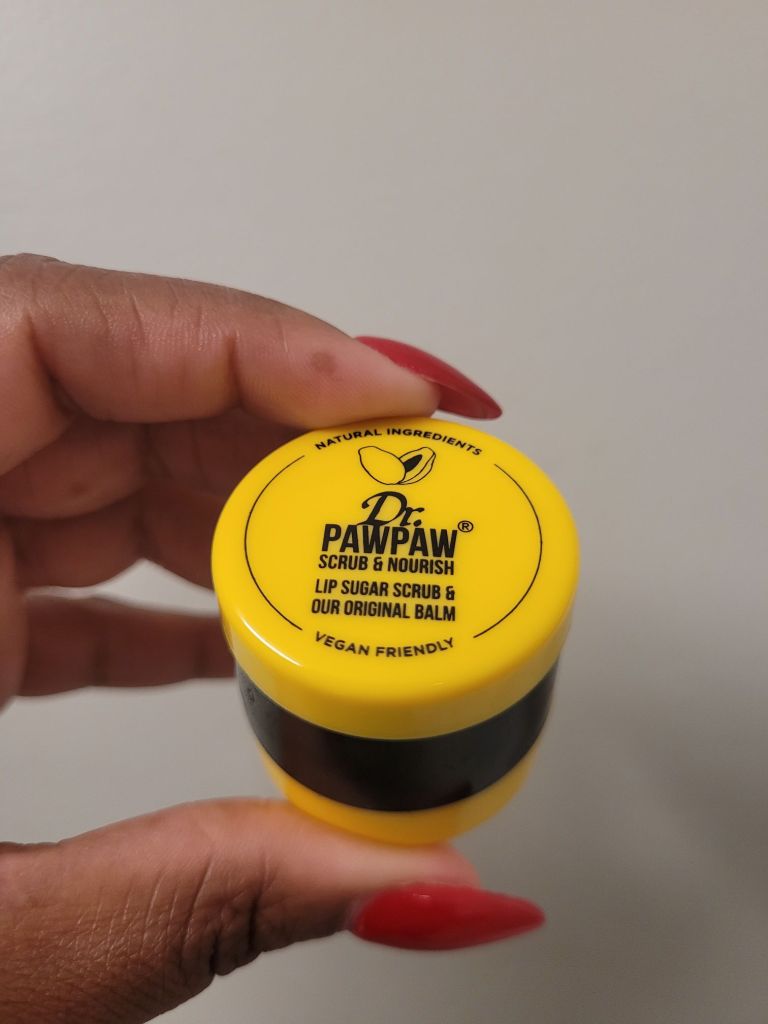 NATURAL INGREDIENTS
Dr.
PAWPAW®
SCRUB & NOURISH
LIP SUGAR SCRUB &
OUR ORIGINAL BALM
VEGAN FRIENDLY